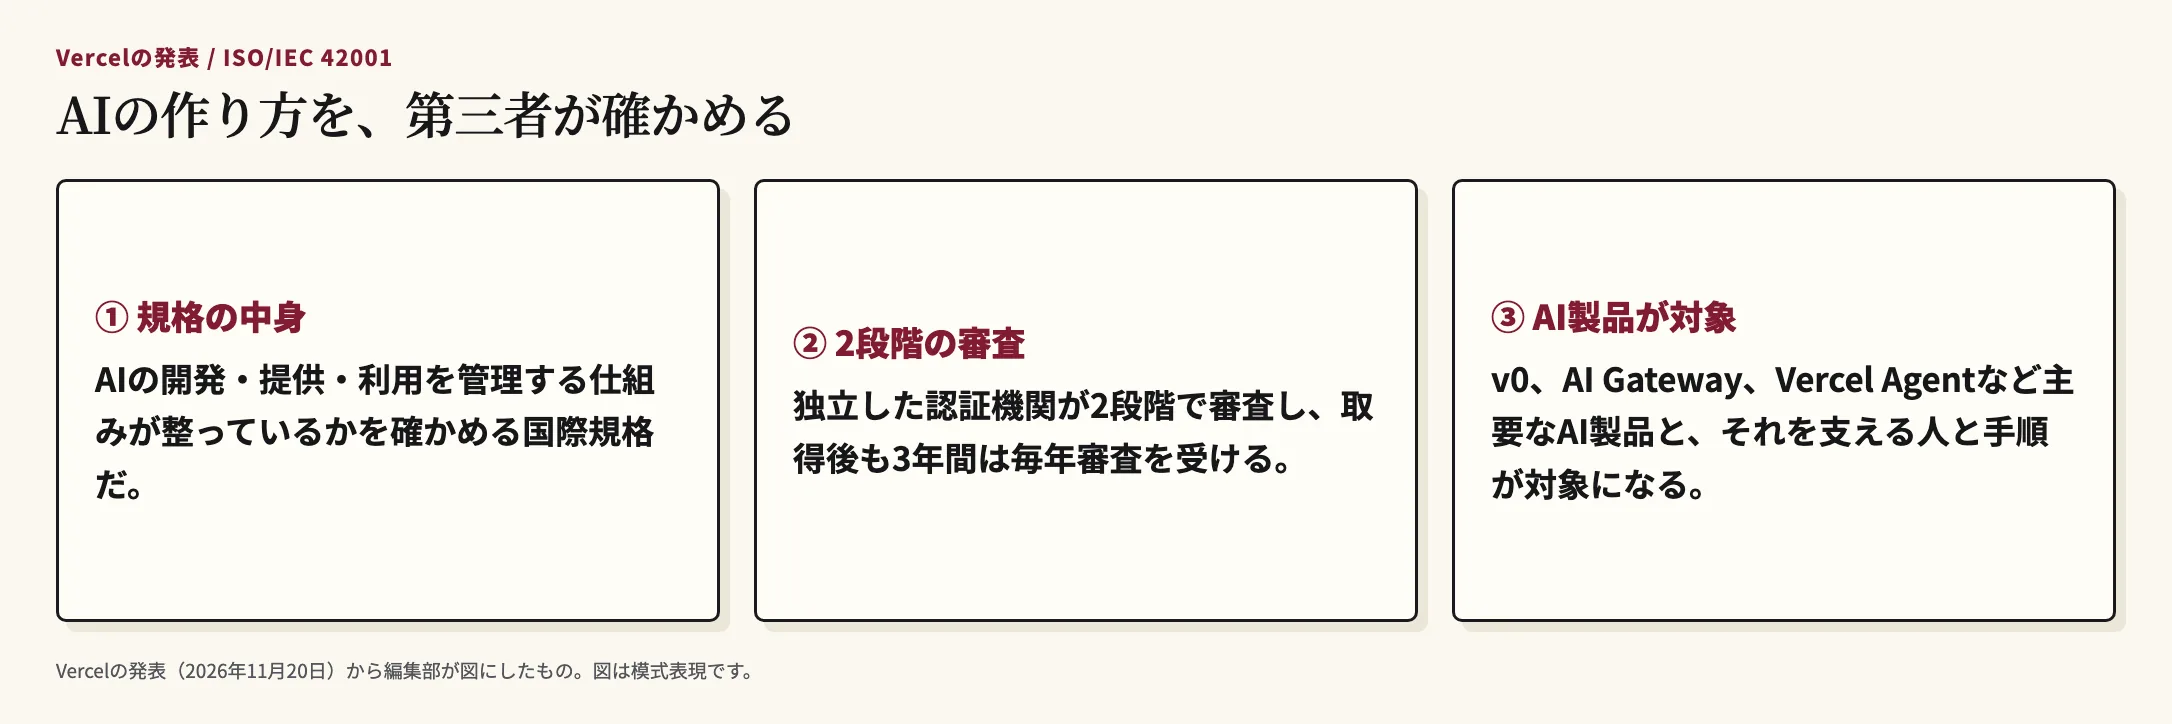 Vercelの発表 / ISO/IEC 42001
AIの作り方を、第三者が確かめる
① 規格の中身
AIの開発・提供・利用を管理する仕組
みが整っているかを確かめる国際規格
だ。
② 2段階の審査
独立した認証機関が2段階で審査し、取
得後も3年間は毎年審査を受ける。
③ AI製品が対象
v0、AI Gateway、Vercel Agentなど主
要なAI製品と、それを支える人と手順
が対象になる。
Vercelの発表（2026年11月20日）から編集部が図にしたもの。図は模式表現です。